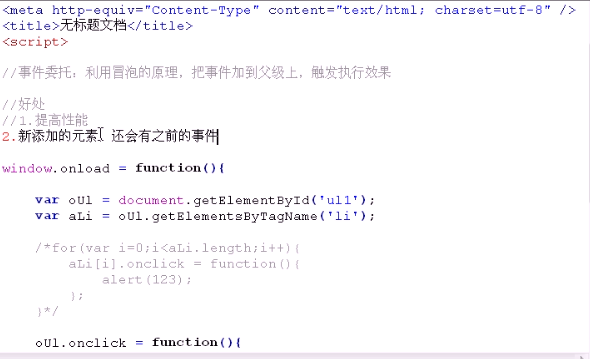 <meta http-equiv="Content-Type" content="text/html; charset=utf-8" />
<title>无标题文档</title>
<script>
//事件委托：利用冒泡的原理，把事件加到父级上，触发执行效果
//好处
//1.提高性能
2.新添加的元素，还会有之前的事件
window.onload = function(){
var oUl = document.getElementById('ul1');
var aLi = oUl.getElementsByTagName('li');
/*for(var i=0;i<aLi.length;i++){
aLi[i].onclick = function(){
alert(123);
};
}*/
oUl.onclick = function(){